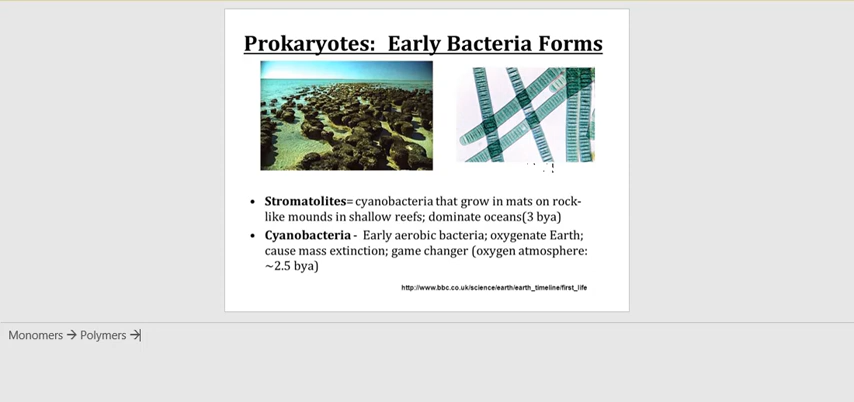 Prokaryotes:  Early Bacteria Forms
• Stromatolites= cyanobacteria that grow in mats on rock-
like mounds in shallow reefs; dominate oceans(3 bya)
• Cyanobacteria -  Early aerobic bacteria; oxygenate Earth;
cause mass extinction; game changer (oxygen atmosphere:
~2.5 bya)
http://www.bbc.co.uk/science/earth/earth_timeline/first_life
Monomers → Polymers →